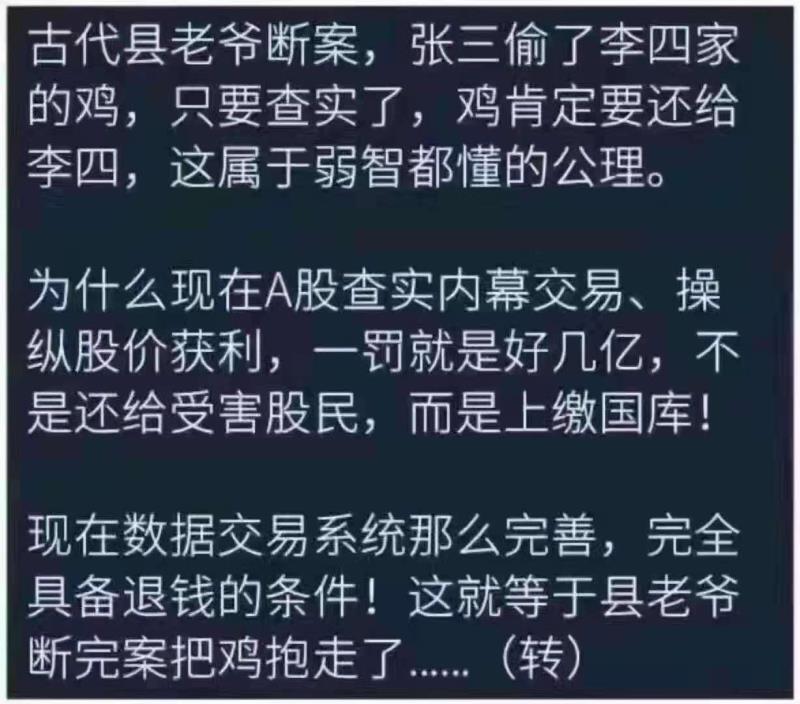 古代县老爷断案，张三偷了李四家
的鸡，只要查实了，鸡肯定要还给
李四，这属于弱智都懂的公理。
为什么现在A股查实内幕交易、操
纵股价获利，一罚就是好几亿，不
是还给受害股民，而是上缴国库！
现在数据交易系统那么完善，完全
具备退钱的条件！这就等于县老爷
断完案把鸡抱走了……（转）